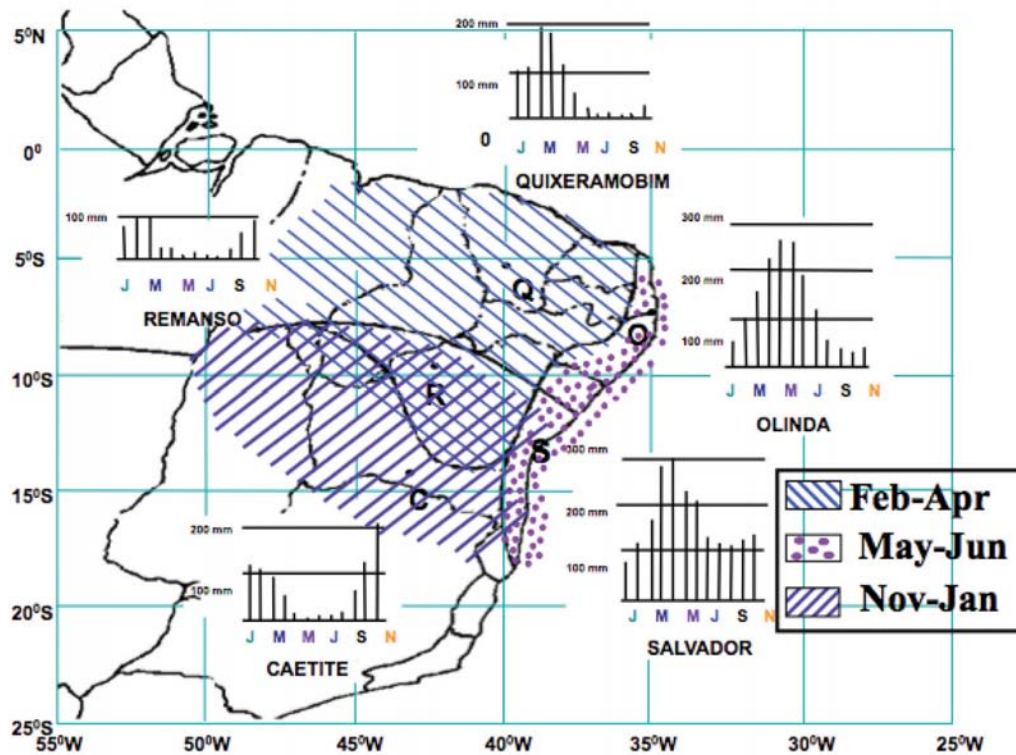 200 mm
100 mm
0
J M M J S N
QUIXERAMOBIM
5⁰N
0⁰
5⁰S
10⁰S
15⁰S
20⁰S
25⁰S
100 mm
J M M J S N
REMANSO
300 mm
200 mm
100 mm
J M M J S N
OLINDA
Q
O
R
S
C
300 mm
200 mm
100 mm
J M M J S N
SALVADOR
200 mm
100 mm
J M M J S N
CAETITE
Feb-Apr
May-Jun
Nov-Jan
55⁰W 50⁰W 45⁰W 40⁰W 35⁰W 30⁰W 25⁰W